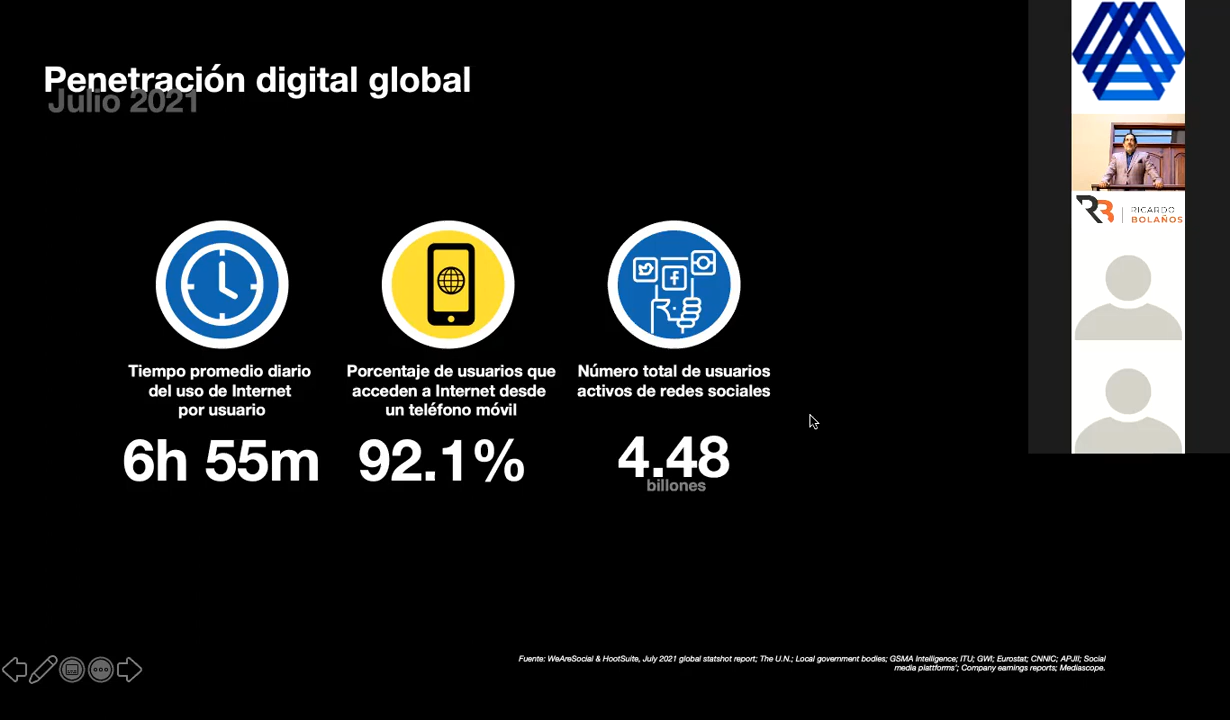 Penetración digital global
Julio 2021
Tiempo promedio diario
del uso de Internet
por usuario
6h 55m
Porcentaje de usuarios que
acceden a Internet desde
un teléfono móvil
92.1%
Número total de usuarios
activos de redes sociales
4.48
billones
RICARDO
BOLAÑOS
Fuente: WeAreSocial & HootSuite, July 2021 global statshot report; The U.N.; Local government bodies; GSMA Intelligence; ITU; GWI; Eurostat; CNNIC; APJII; Social
media plattforms'; Company earnings reports; Mediascope.